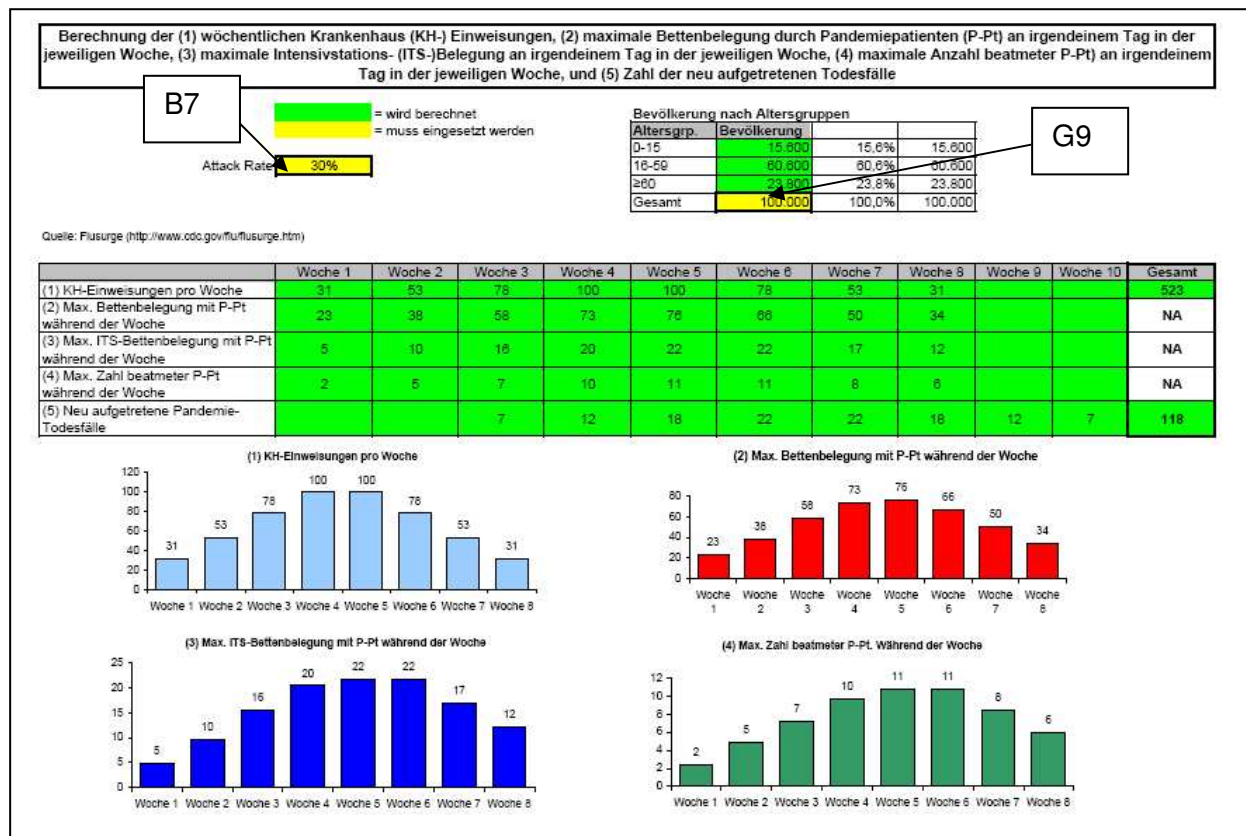 Berechnung der (1) wöchentlichen Krankenhaus (KH-) Einweisungen, (2) maximale Bettenbelegung durch Pandemiepatienten (P-Pt) an irgendeinem Tag in der
jeweiligen Woche, (3) maximale Intensivstations- (ITS-)Belegung an irgendeinem Tag in der jeweiligen Woche, (4) maximale Anzahl beatmeter P-Pt) an irgendeinem
Tag in der jeweiligen Woche, und (5) Zahl der neu aufgetretenen Todesfälle
B7
= wird berechnet
= muss eingesetzt werden
Attack Rate 30%
Bevölkerung nach Altersgruppen
Altersgrp. Bevölkerung
0-15 15.600 15,6% 15.600
16-59 60.600 60,6% 60.600
≥60 23.800 23,8% 23.800
Gesamt 100.000 100,0% 100.000
G9
Quelle: Flusurge (http://www.cdc.gov/flu/flusurge.htm)
Woche 1 Woche 2 Woche 3 Woche 4 Woche 5 Woche 6 Woche 7 Woche 8 Woche 9 Woche 10 Gesamt
(1) KH-Einweisungen pro Woche 31 53 78 100 100 78 53 31 523
(2) Max. Bettenbelegung mit P-Pt
während der Woche 23 38 58 73 76 66 50 34 NA
(3) Max. ITS-Bettenbelegung mit P-Pt
während der Woche 5 10 16 20 22 22 17 12 NA
(4) Max. Zahl beatmeter P-Pt
während der Woche 2 5 7 10 11 11 8 6 NA
(5) Neu aufgetretene Pandemie-
Todesfälle 7 12 18 22 22 18 12 7 118
(1) KH-Einweisungen pro Woche
120
100
80
60
40
20
0
31 53 78 100 100 78 53 31
Woche 1 Woche 2 Woche 3 Woche 4 Woche 5 Woche 6 Woche 7 Woche 8
(2) Max. Bettenbelegung mit P-Pt während der Woche
80
60
40
20
0
23 38 58 73 76 66 50 34
Woche Woche Woche Woche Woche Woche Woche Woche
1 2 3 4 5 6 7 8
(3) Max. ITS-Bettenbelegung mit P-Pt während der Woche
25
20
15
10
5
0
5 10 16 20 22 22 17 12
Woche 1 Woche 2 Woche 3 Woche 4 Woche 5 Woche 6 Woche 7 Woche 8
(4) Max. Zahl beatmeter P-Pt. Während der Woche
12
10
8
6
4
2
0
2 5 7 10 11 11 8 6
Woche 1 Woche 2 Woche 3 Woche 4 Woche 5 Woche 6 Woche 7 Woche 8